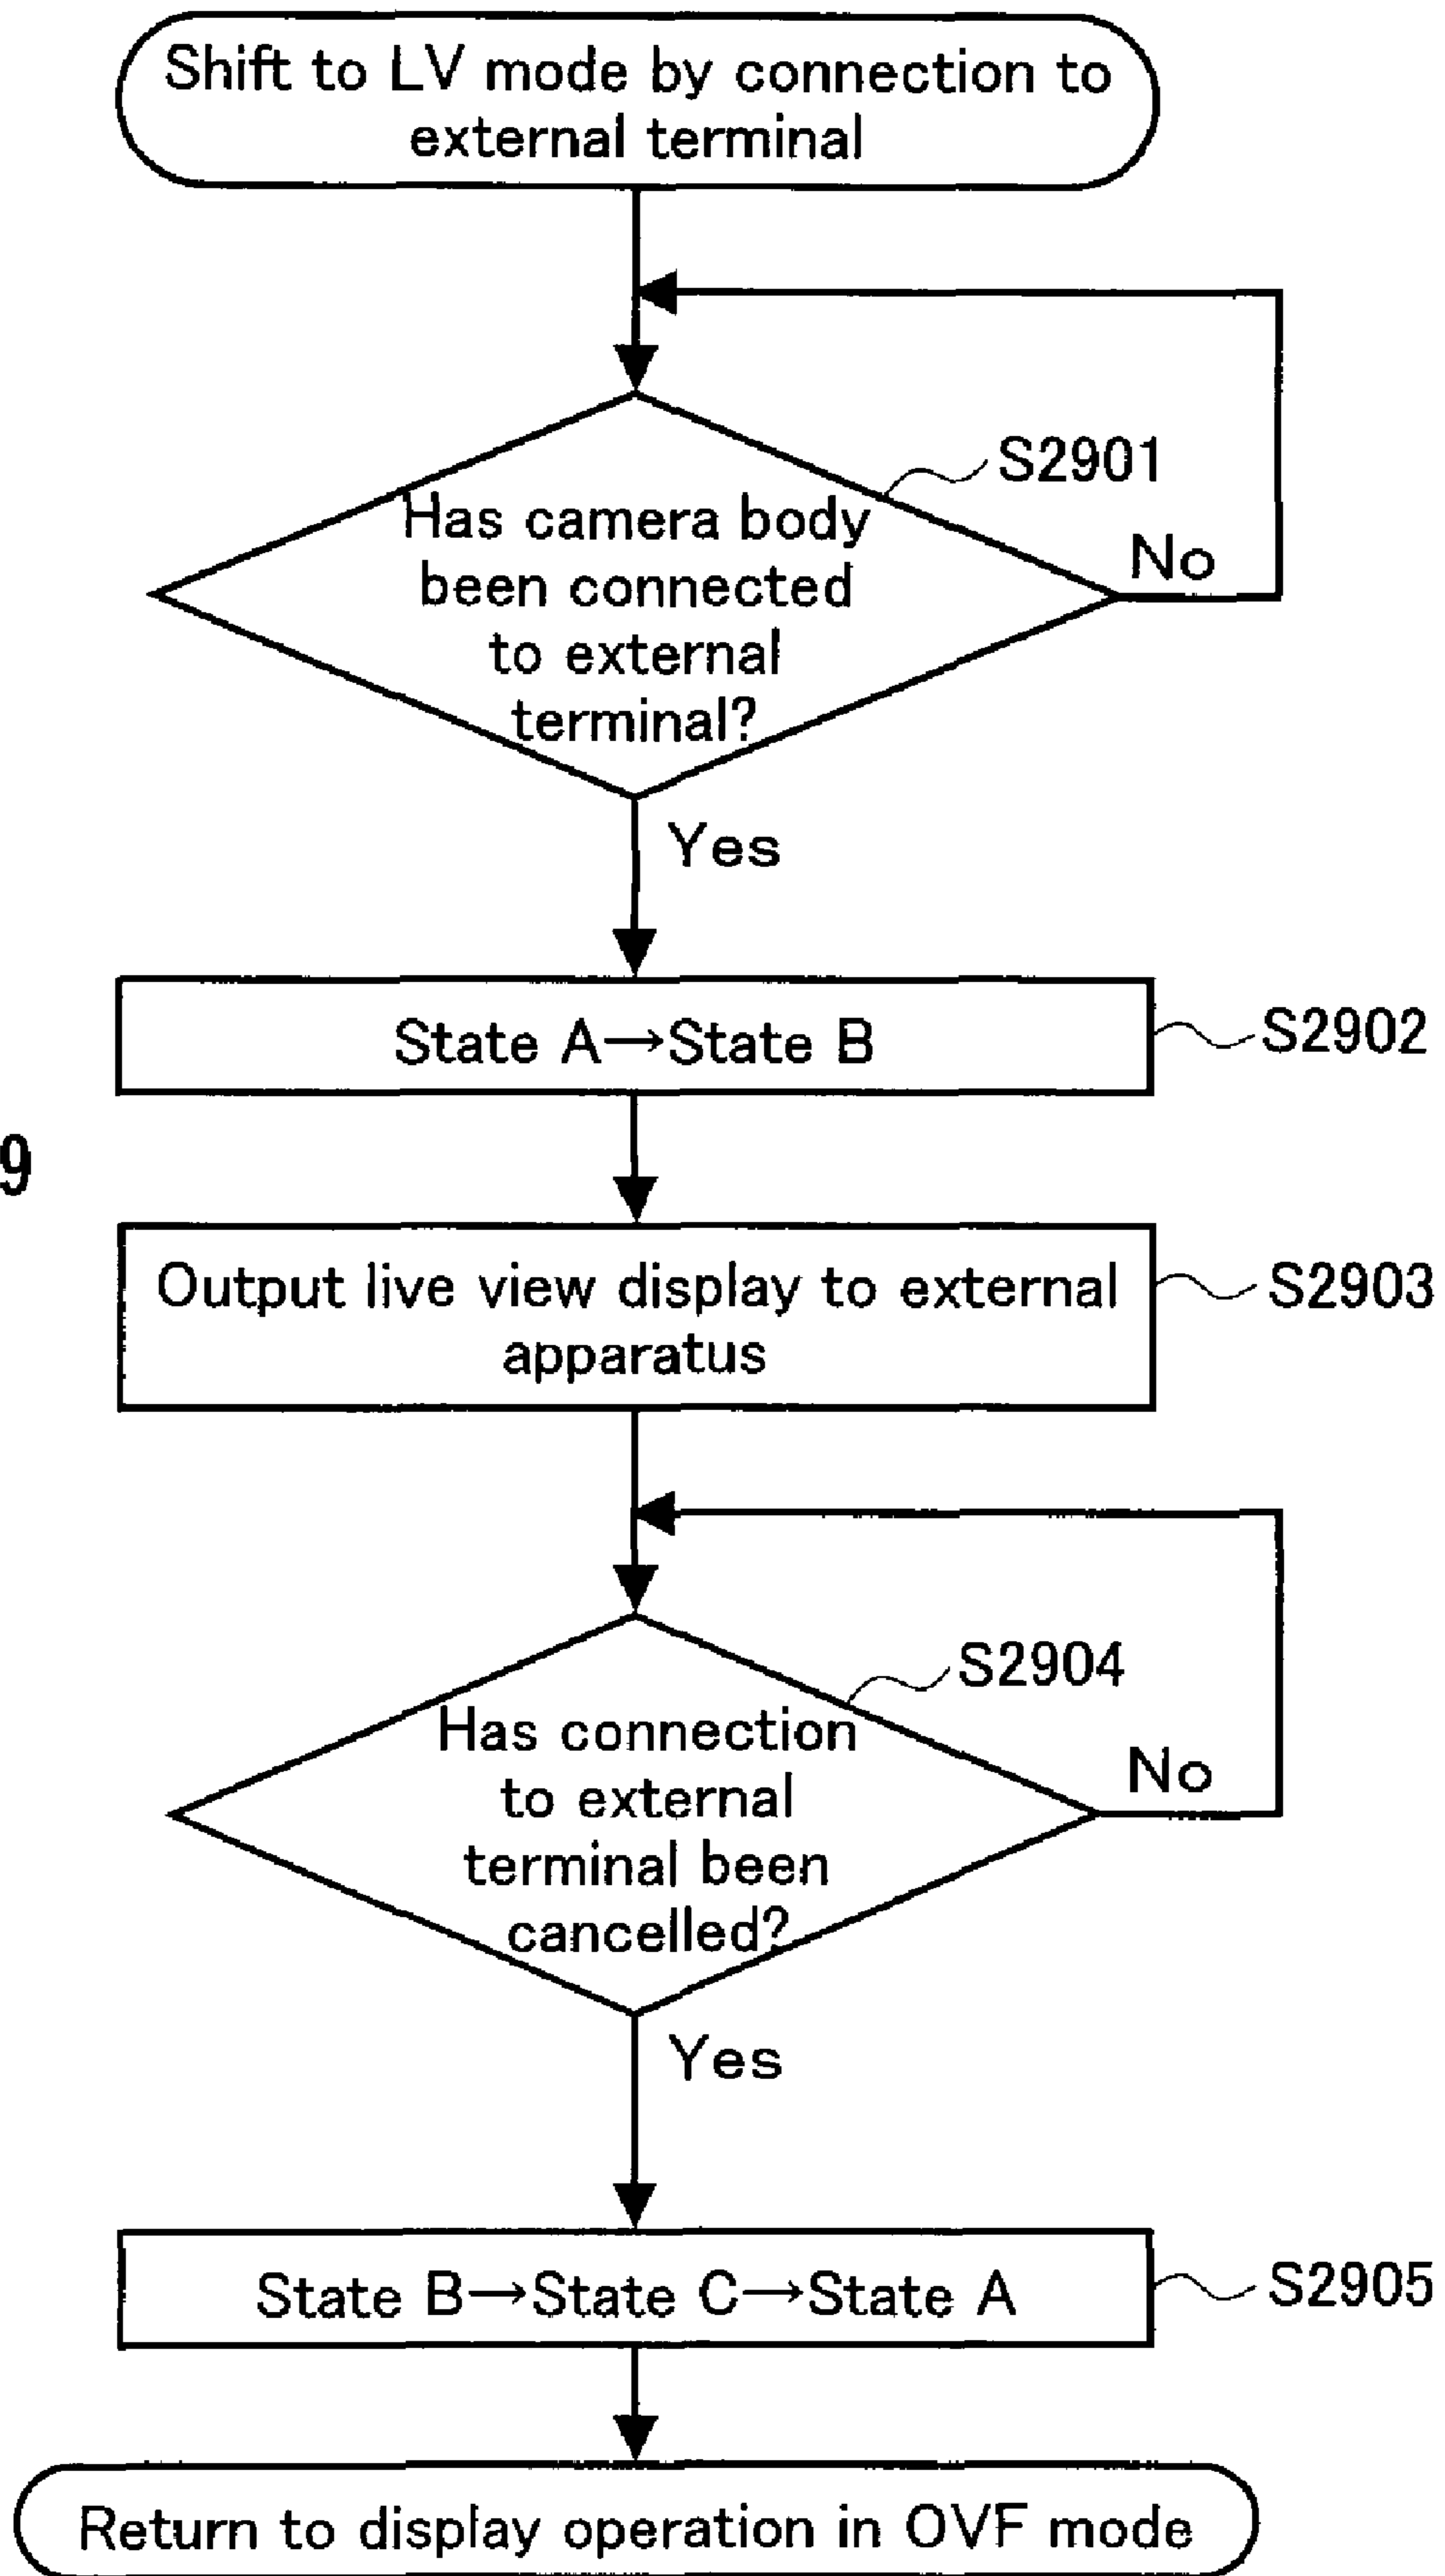 Shift to LV mode by connection to
external terminal
S2901
Has camera body
been connected
to external
terminal?
No
Yes
State A→State B
S2902
9
Output live view display to external
apparatus
S2903
S2904
Has connection
to external
terminal been
cancelled?
No
Yes
State B→State C→State A
S2905
Return to display operation in OVF mode